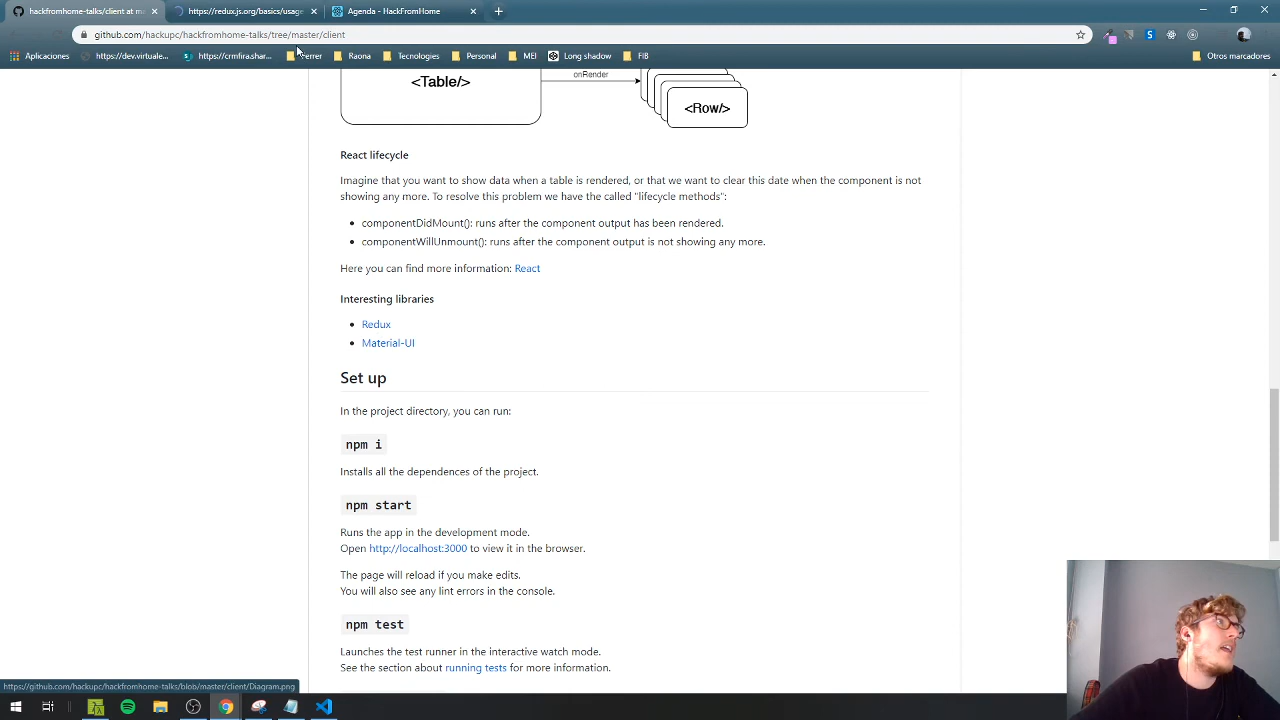 hackfromhome-talks/client at m
https://redux.js.org/basics/usage
Agenda - HackFromHome
github.com/hackupc/hackfromhome-talks/tree/master/client
Aplicaciones
https://dev.virtuale...
https://crmfira.shar...
Ferrer
Raona
Tecnologies
Personal
MEI
Long shadow
FIB
Otros marcadores
<Table/>
onRender
<Row/>
React lifecycle
Imagine that you want to show data when a table is rendered, or that we want to clear this date when the component is not
showing any more. To resolve this problem we have the called "lifecycle methods":
componentDidMount(): runs after the component output has been rendered.
componentWillUnmount(): runs after the component output is not showing any more.
Here you can find more information: React
Interesting libraries
Redux
Material-UI
Set up
In the project directory, you can run:
npm i
Installs all the dependences of the project.
npm start
Runs the app in the development mode.
Open http://localhost:3000 to view it in the browser.
The page will reload if you make edits.
You will also see any lint errors in the console.
npm test
Launches the test runner in the interactive watch mode.
See the section about running tests for more information.
https://github.com/hackupc/hackfromhome-talks/blob/master/client/Diagram.png